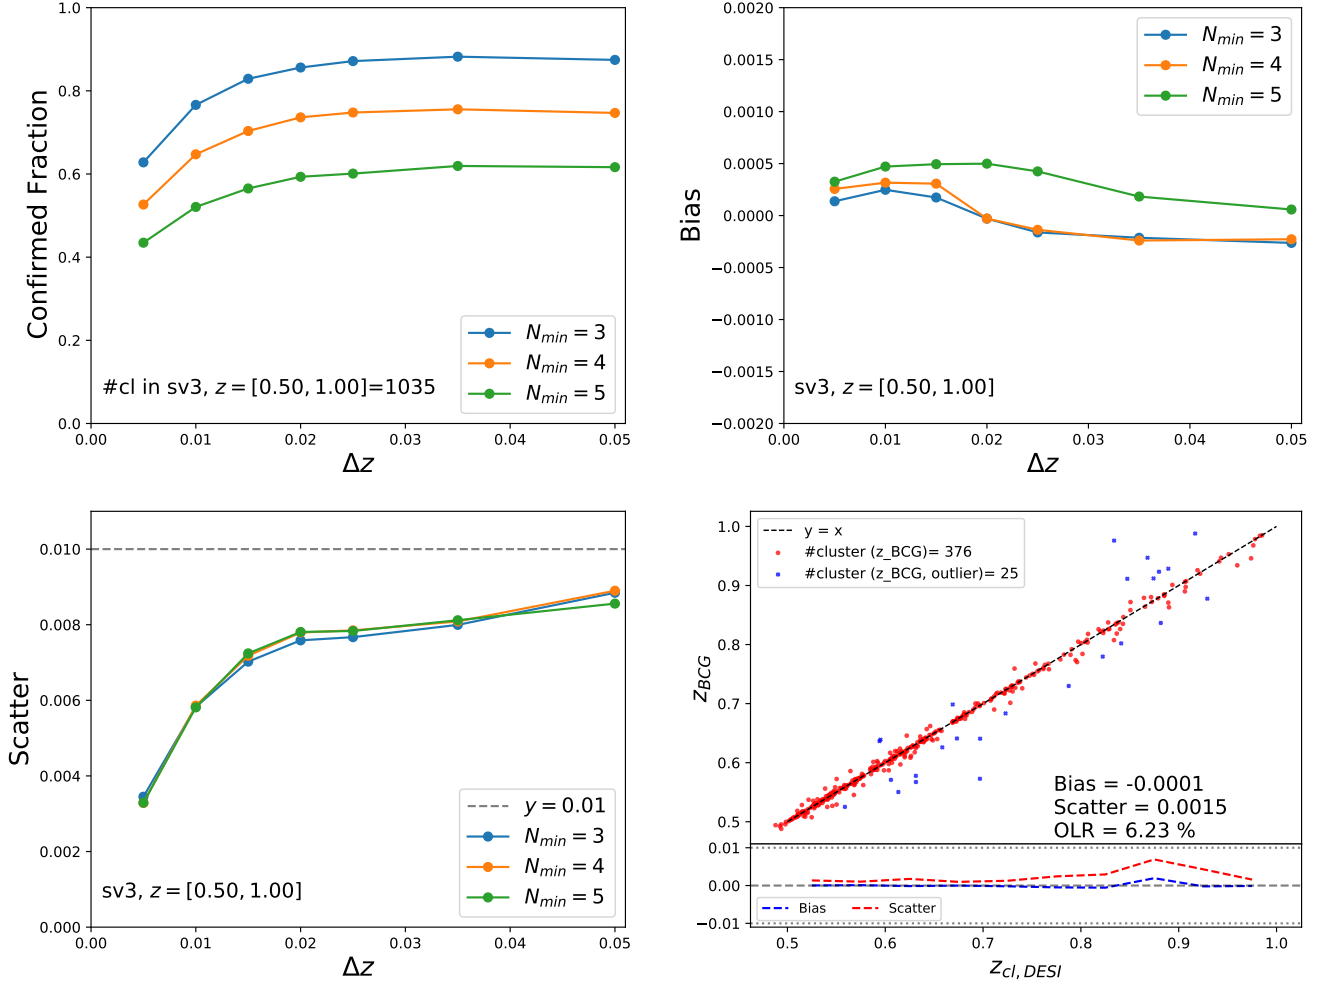 1.0
0.8
0.6
0.4
0.2
0.0
Confirmed Fraction
#cl in sv3, z = [0.50, 1.00]=1035
N_min = 3
N_min = 4
N_min = 5
0.00 0.01 0.02 0.03 0.04 0.05
Δz
0.0020
0.0015
0.0010
0.0005
0.0000
−0.0005
−0.0010
−0.0015
−0.0020
Bias
N_min = 3
N_min = 4
N_min = 5
sv3, z = [0.50, 1.00]
0.00 0.01 0.02 0.03 0.04 0.05
Δz
0.010
0.008
0.006
0.004
0.002
0.000
Scatter
y = 0.01
N_min = 3
N_min = 4
N_min = 5
sv3, z = [0.50, 1.00]
0.00 0.01 0.02 0.03 0.04 0.05
Δz
1.0
0.9
0.8
0.7
0.6
0.5
z_BCG
y = x
#cluster (z_BCG)= 376
#cluster (z_BCG, outlier)= 25
Bias = -0.0001
Scatter = 0.0015
OLR = 6.23 %
0.01
0.00
−0.01
Bias Scatter
0.5 0.6 0.7 0.8 0.9 1.0
z_cl, DESI